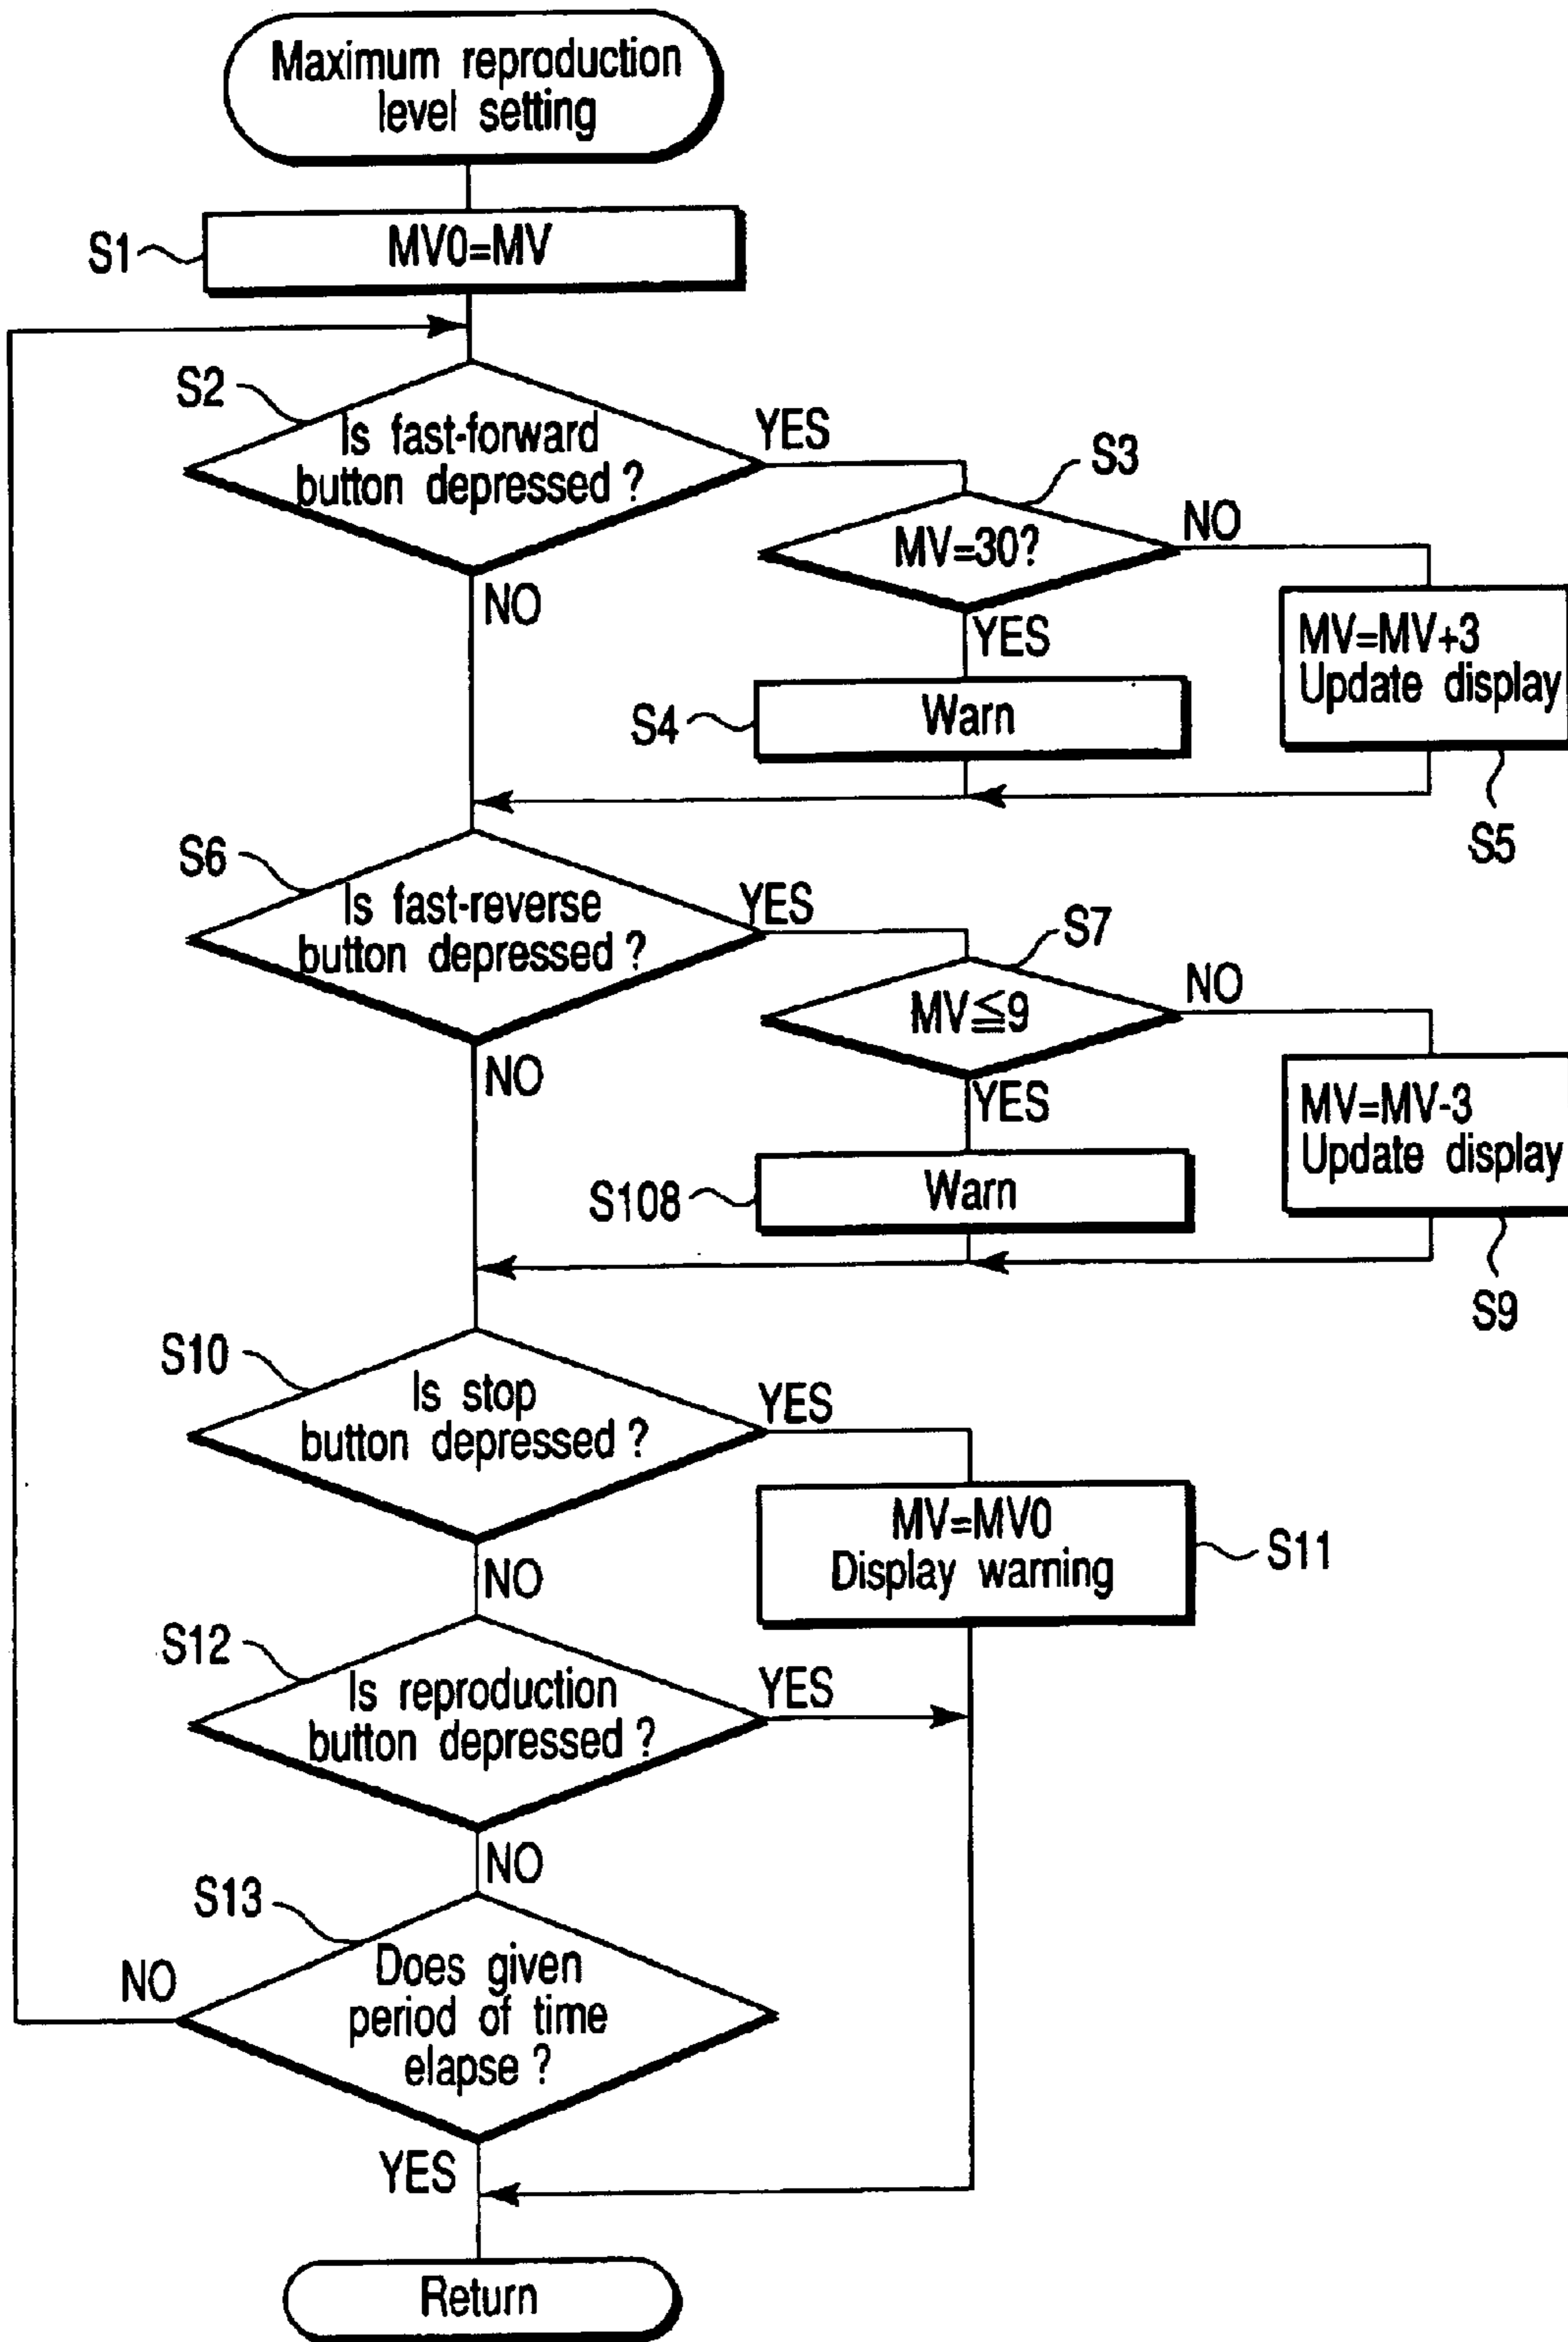 Maximum reproduction
level setting
S1
MV0=MV
S2
Is fast-forward
button depressed ?
YES
NO
S3
MV=30?
NO
YES
MV=MV+3
Update display
S4
Warn
S5
S6
Is fast-reverse
button depressed ?
YES
NO
S7
MV≦9
NO
YES
MV=MV-3
Update display
S108
Warn
S9
S10
Is stop
button depressed ?
YES
NO
MV=MV0
Display warning
S11
S12
Is reproduction
button depressed ?
YES
NO
S13
Does given
period of time
elapse ?
NO
YES
Return